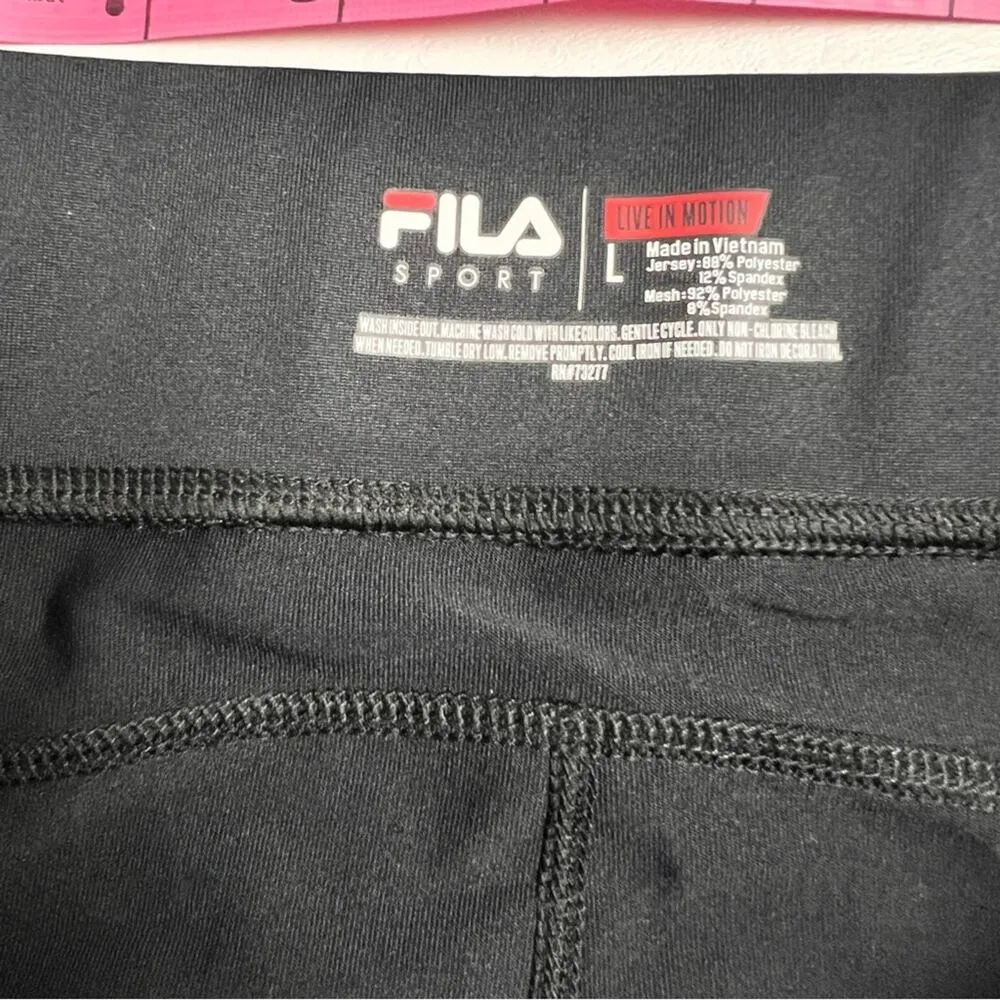 FILA
SPORT
LIVE IN MOTION
L
Made in Vietnam
Jersey:88% Polyester
12% Spandex
Mesh:92% Polyester
8% Spandex
WASH INSIDE OUT. MACHINE WASH COLD WITH LIKE COLORS. GENTLE CYCLE. ONLY NON-CHLORINE BLEACH
WHEN NEEDED. TUMBLE DRY LOW. REMOVE PROMPTLY. COOL IRON IF NEEDED. DO NOT IRON DECORATION.
RN#73277